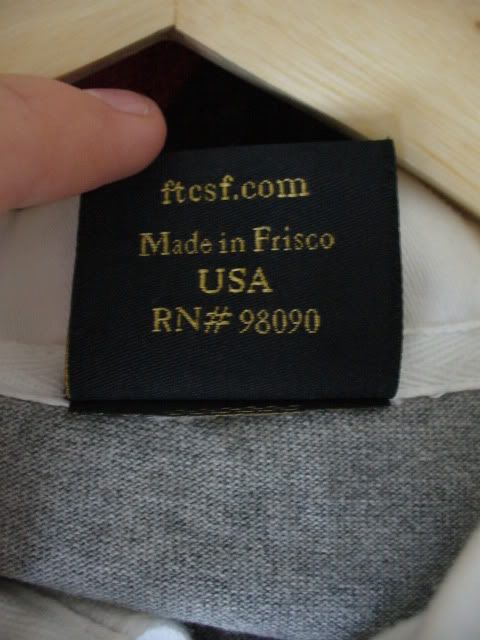 ftcsf.com
Made in Frisco
USA
RN# 98090